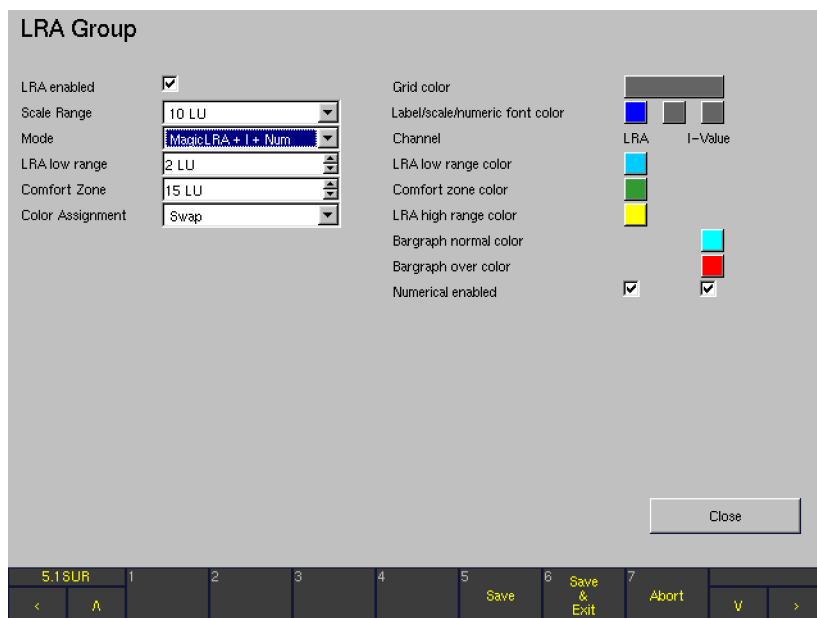 LRA Group
LRA enabled
Scale Range 10 LU
Mode MagicLRA + I + Num
LRA low range 2 LU
Comfort Zone 15 LU
Color Assignment Swap
Grid color
Label/scale/numeric font color
Channel LRA I-Value
LRA low range color
Comfort zone color
LRA high range color
Bargraph normal color
Bargraph over color
Numerical enabled
Close
5.1SUR 1 2 3 4 5 Save 6 Save & Exit 7 Abort
< Λ V >